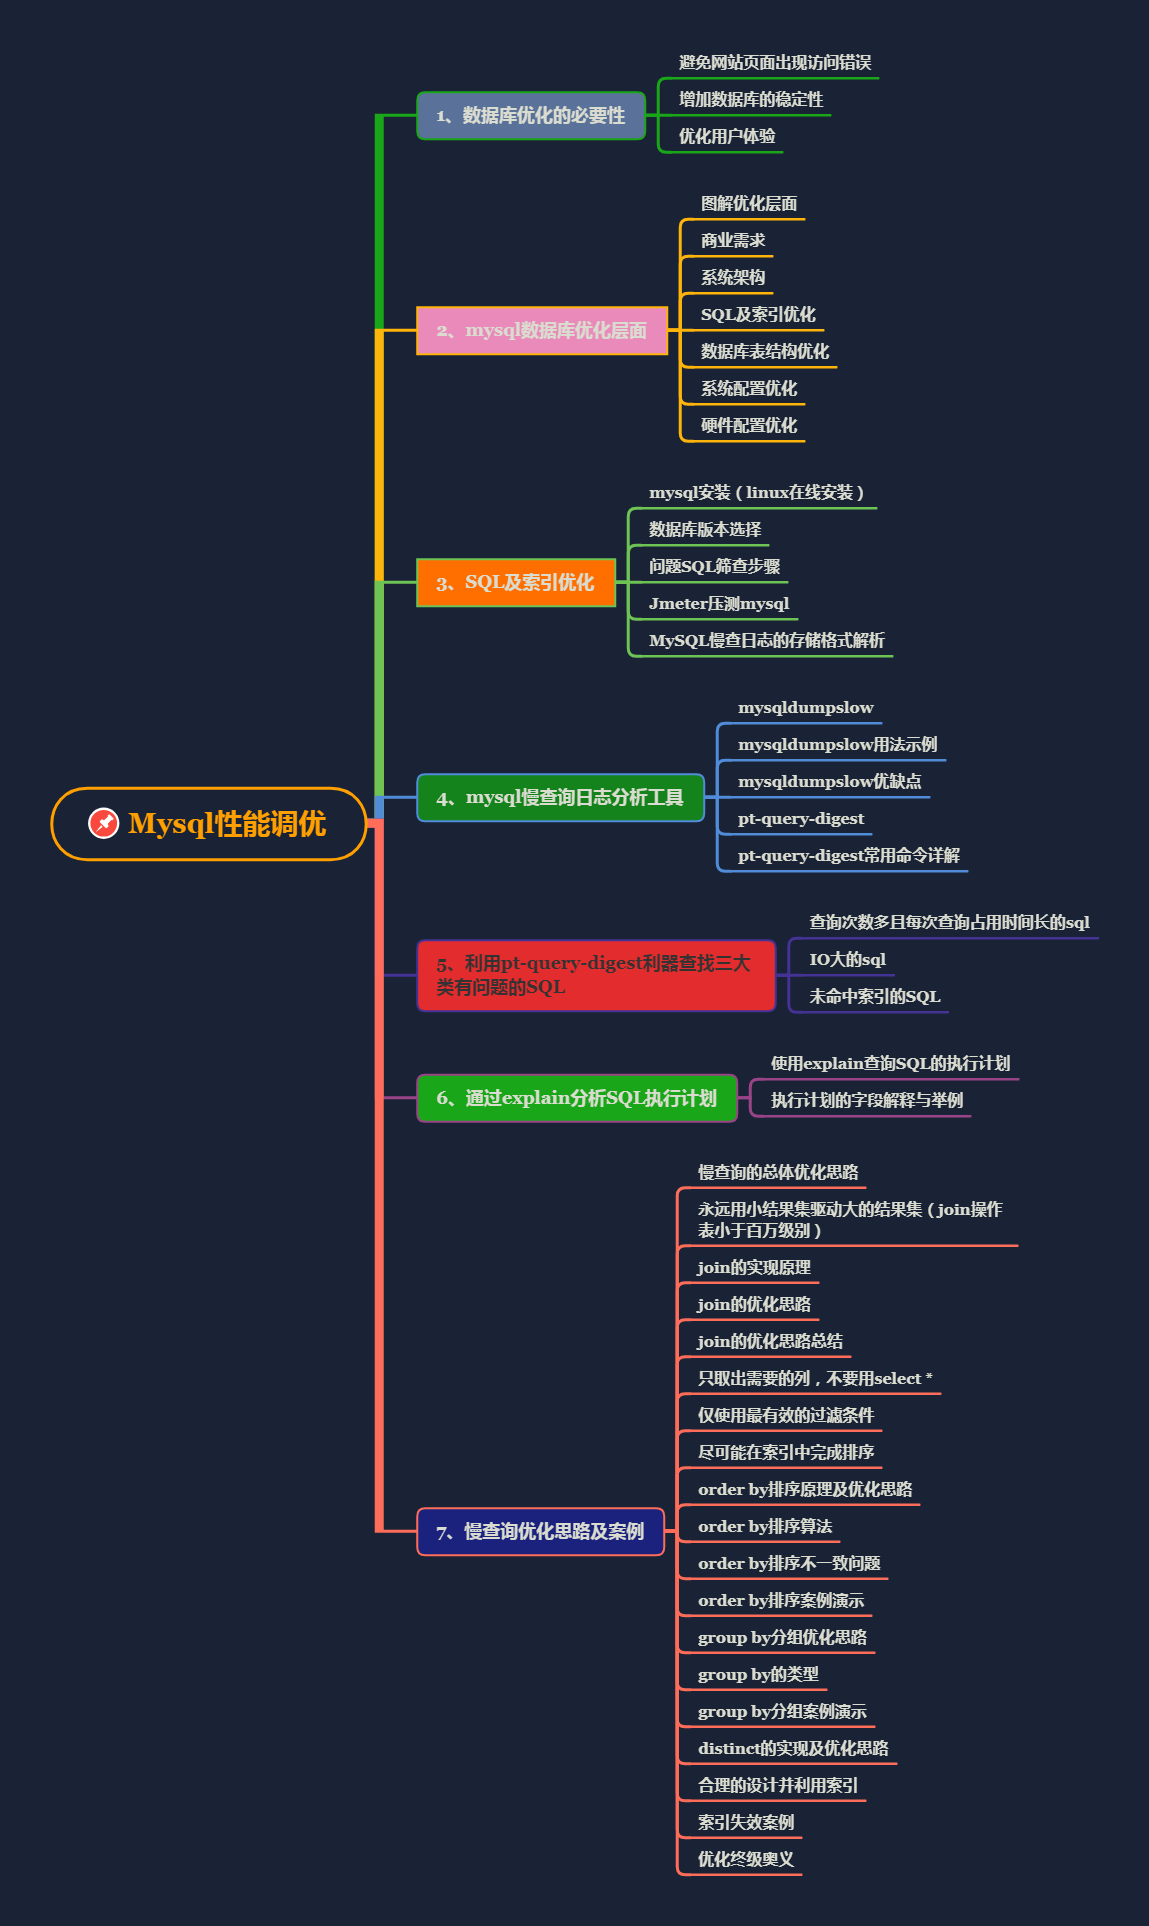 Mysql性能调优
1、数据库优化的必要性
避免网站页面出现访问错误
增加数据库的稳定性
优化用户体验
2、mysql数据库优化层面
图解优化层面
商业需求
系统架构
SQL及索引优化
数据库表结构优化
系统配置优化
硬件配置优化
3、SQL及索引优化
mysql安装（linux在线安装）
数据库版本选择
问题SQL筛查步骤
Jmeter压测mysql
MySQL慢查日志的存储格式解析
4、mysql慢查询日志分析工具
mysqldumpslow
mysqldumpslow用法示例
mysqldumpslow优缺点
pt-query-digest
pt-query-digest常用命令详解
5、利用pt-query-digest利器查找三大
类有问题的SQL
查询次数多且每次查询占用时间长的sql
IO大的sql
未命中索引的SQL
6、通过explain分析SQL执行计划
使用explain查询SQL的执行计划
执行计划的字段解释与举例
7、慢查询优化思路及案例
慢查询的总体优化思路
永远用小结果集驱动大的结果集（join操作
表小于百万级别）
join的实现原理
join的优化思路
join的优化思路总结
只取出需要的列，不要用select *
仅使用最有效的过滤条件
尽可能在索引中完成排序
order by排序原理及优化思路
order by排序算法
order by排序不一致问题
order by排序案例演示
group by分组优化思路
group by的类型
group by分组案例演示
distinct的实现及优化思路
合理的设计并利用索引
索引失效案例
优化终级奥义